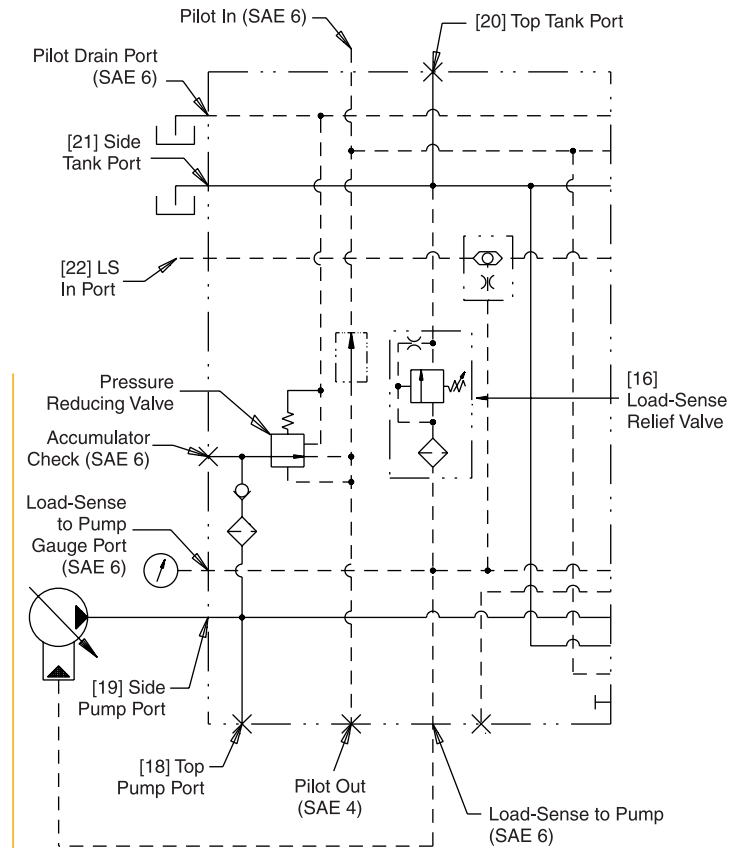 Pilot In (SAE 6)
[20] Top Tank Port
Pilot Drain Port
(SAE 6)
[21] Side
Tank Port
[22] LS
In Port
Pressure
Reducing Valve
[16]
Load-Sense
Relief Valve
Accumulator
Check (SAE 6)
Load-Sense
to Pump
Gauge Port
(SAE 6)
[19] Side
Pump Port
[18] Top
Pump Port
Pilot Out
(SAE 4)
Load-Sense to Pump
(SAE 6)